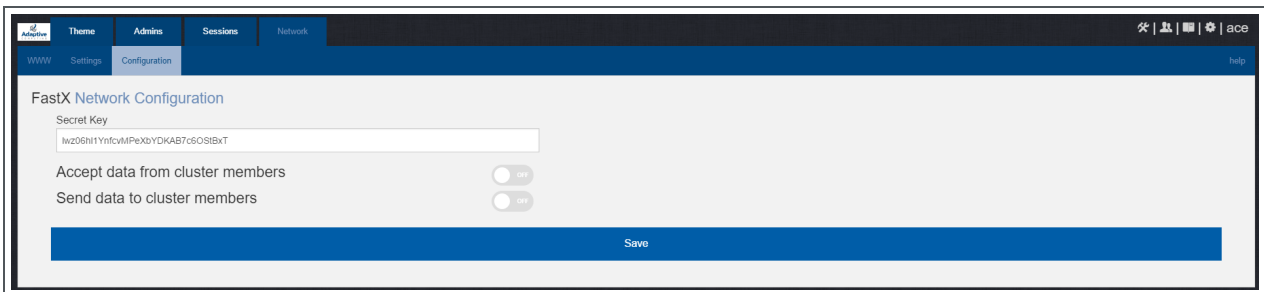 Adaptive
Theme Admins Sessions Network
| | | | ace
WWW Settings Configuration help
FastX Network Configuration
Secret Key
Iwz06hI1YnfcvMPeXbYDKAB7c6OStBxT
Accept data from cluster members OFF
Send data to cluster members OFF
Save